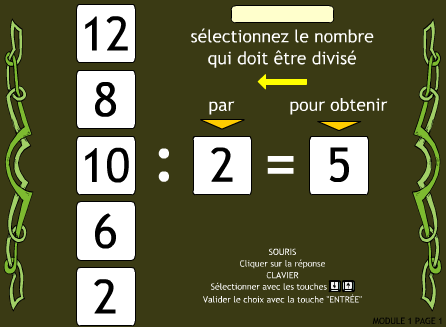 sélectionnez le nombre
qui doit être divisé
par pour obtenir
12
8
10 : 2 = 5
6
2
SOURIS
Cliquer sur la réponse
CLAVIER
Sélectionner avec les touches
Valider le choix avec la touche "ENTRÉE"
MODULE 1 PAGE 1